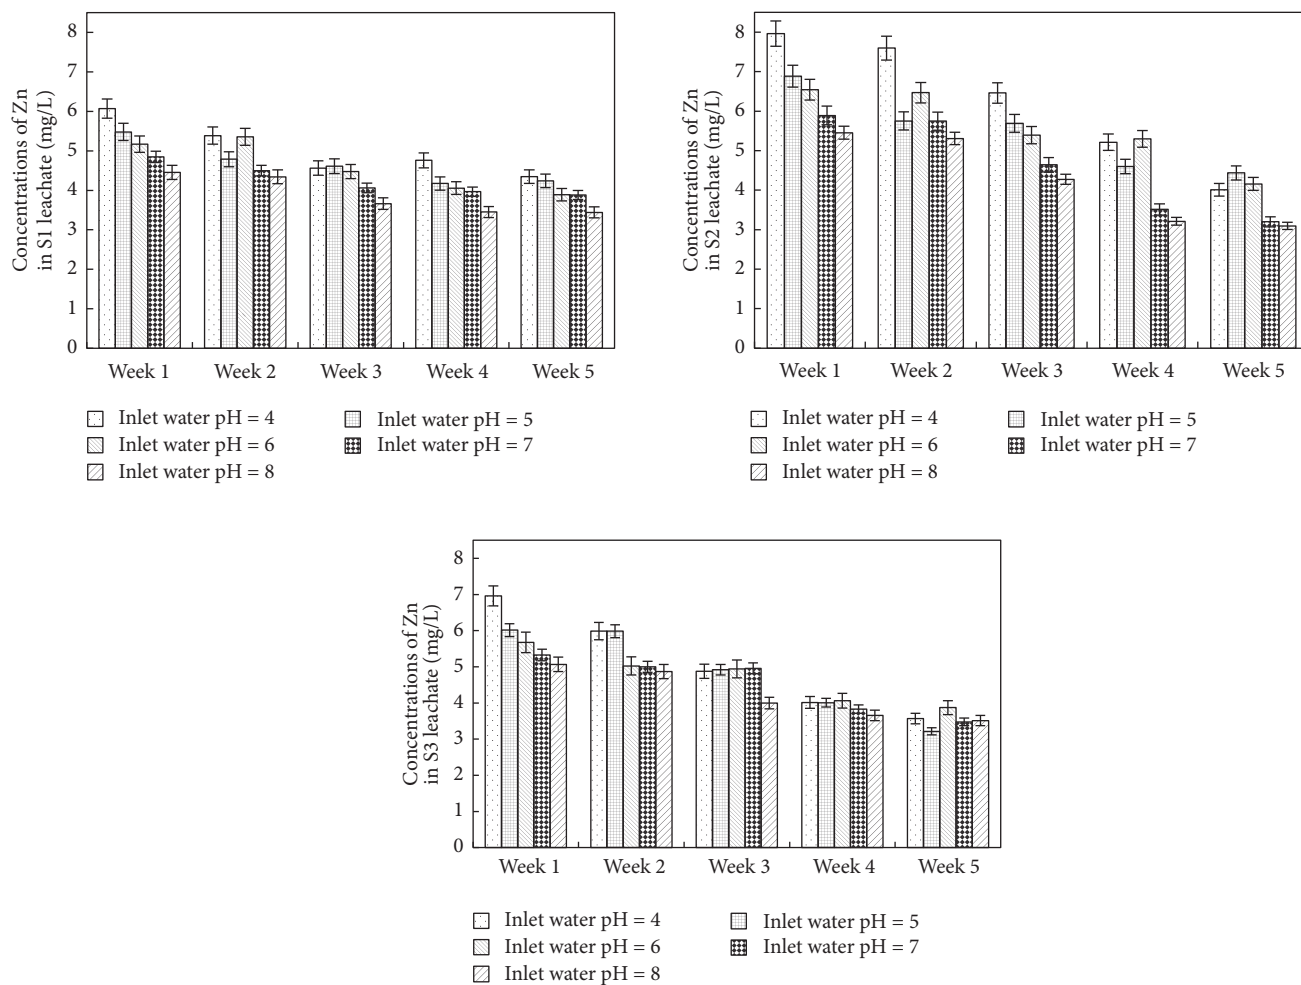 Concentrations of Zn
in S1 leachate (mg/L)
8
7
6
5
4
3
2
1
0
Week 1 Week 2 Week 3 Week 4 Week 5
Inlet water pH = 4
Inlet water pH = 5
Inlet water pH = 6
Inlet water pH = 7
Inlet water pH = 8
Concentrations of Zn
in S2 leachate (mg/L)
8
7
6
5
4
3
2
1
0
Week 1 Week 2 Week 3 Week 4 Week 5
Inlet water pH = 4
Inlet water pH = 5
Inlet water pH = 6
Inlet water pH = 7
Inlet water pH = 8
Concentrations of Zn
in S3 leachate (mg/L)
8
7
6
5
4
3
2
1
0
Week 1 Week 2 Week 3 Week 4 Week 5
Inlet water pH = 4
Inlet water pH = 5
Inlet water pH = 6
Inlet water pH = 7
Inlet water pH = 8